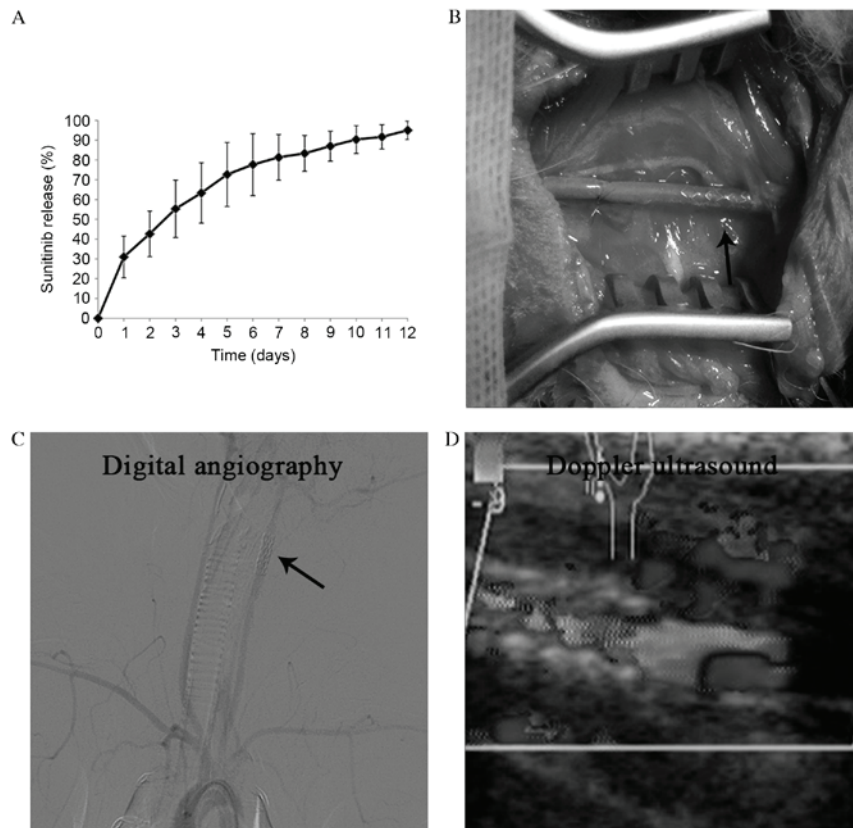 A
Sunitinib release (%)
100
90
80
70
60
50
40
30
20
10
0
0 1 2 3 4 5 6 7 8 9 10 11 12
Time (days)
B
C
Digital angiography
D
Doppler ultrasound